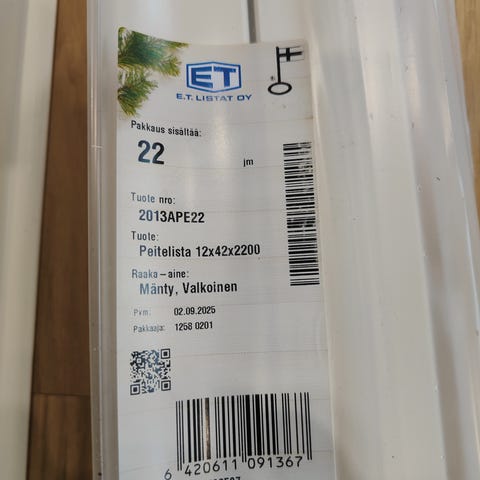 ET
E.T. LISTAT OY
Pakkaus sisältää:
22 jm
Tuote nro:
2013APE22
Tuote:
Peitelista 12x42x2200
Raaka-aine:
Mänty, Valkoinen
Pvm: 02.09.2025
Pakkaaja: 1258 0201
6 420611 091367